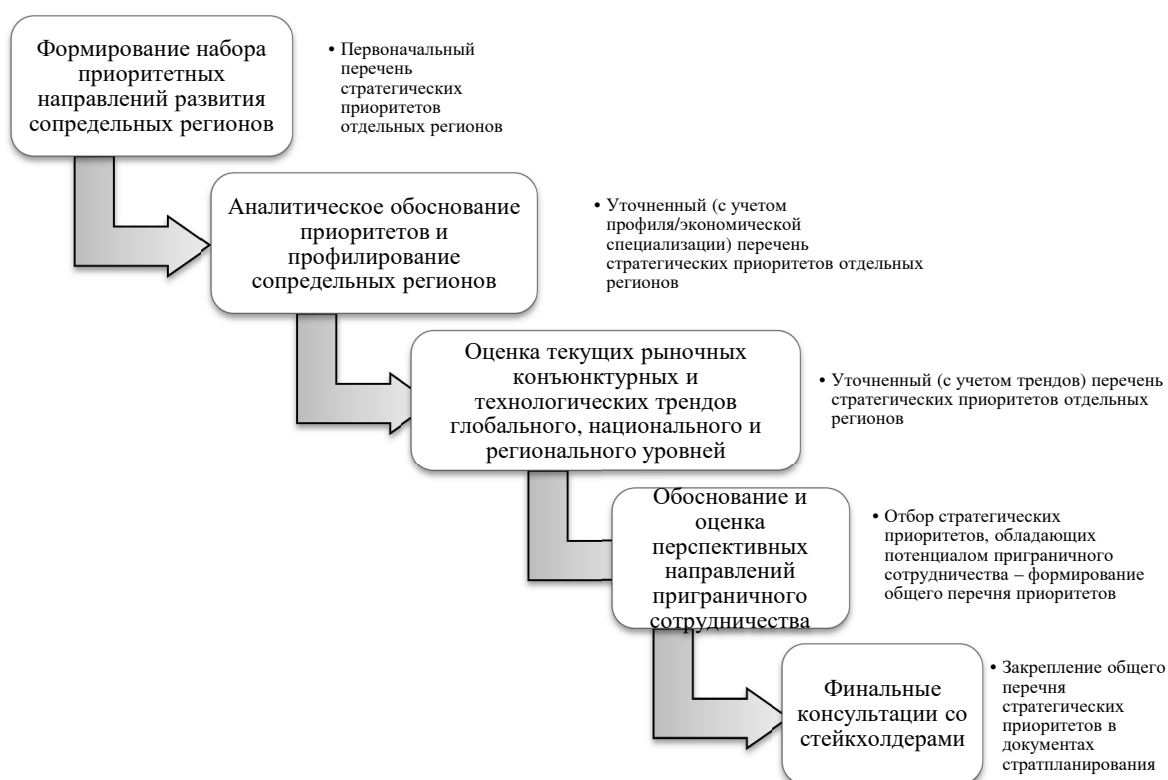 Формирование набора
приоритетных
направлений развития
сопредельных регионов
• Первоначальный
перечень
стратегических
приоритетов
отдельных регионов
Аналитическое обоснование
приоритетов и
профилирование
сопредельных регионов
• Уточненный (с учетом
профиля/экономической
специализации) перечень
стратегических приоритетов отдельных
регионов
Оценка текущих рыночных
конъюнктурных и
технологических трендов
глобального, национального и
регионального уровней
• Уточненный (с учетом трендов) перечень
стратегических приоритетов отдельных
регионов
Обоснование и
оценка
перспективных
направлений
приграничного
сотрудничества
• Отбор стратегических
приоритетов, обладающих
потенциалом приграничного
сотрудничества – формирование
общего перечня приоритетов
Финальные
консультации со
стейкхолдерами
• Закрепление общего
перечня
стратегических
приоритетов в
документах
стратпланирования